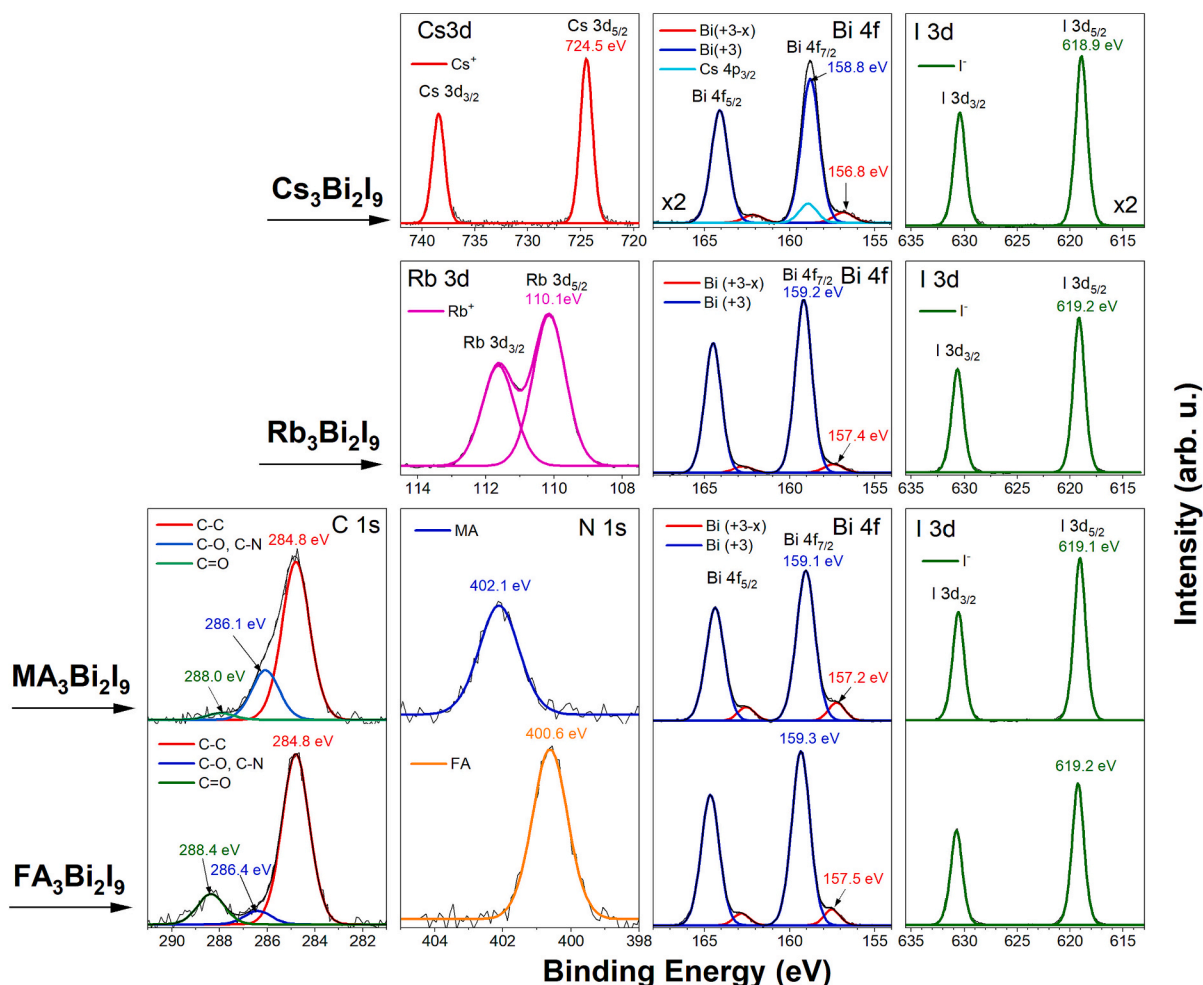 Cs3d
Cs 3d5/2
724.5 eV
Cs+
Cs 3d3/2
740 735 730 725 720
Bi(+3-x)
Bi(+3)
Cs 4p3/2
Bi 4f
Bi 4f7/2
158.8 eV
Bi 4f5/2
156.8 eV
x2
165 160 155
I 3d
I 3d5/2
618.9 eV
I-
I 3d3/2
x2
635 630 625 620 615
Cs3Bi2I9
Rb 3d
Rb 3d5/2
110.1eV
Rb+
Rb 3d3/2
114 112 110 108
Bi (+3-x)
Bi (+3)
Bi 4f7/2
Bi 4f
159.2 eV
157.4 eV
165 160 155
I 3d
I 3d5/2
619.2 eV
I-
I 3d3/2
635 630 625 620 615
Rb3Bi2I9
C 1s
C-C
C-O, C-N
C=O
284.8 eV
286.1 eV
288.0 eV
N 1s
MA
402.1 eV
Bi (+3-x)
Bi (+3)
Bi 4f
Bi 4f7/2
159.1 eV
Bi 4f5/2
157.2 eV
I 3d
I 3d5/2
619.1 eV
I-
I 3d3/2
MA3Bi2I9
C-C
C-O, C-N
C=O
284.8 eV
288.4 eV
286.4 eV
290 288 286 284 282
FA
400.6 eV
404 402 400 398
159.3 eV
157.5 eV
165 160 155
619.2 eV
635 630 625 620 615
FA3Bi2I9
Binding Energy (eV)
Intensity (arb. u.)